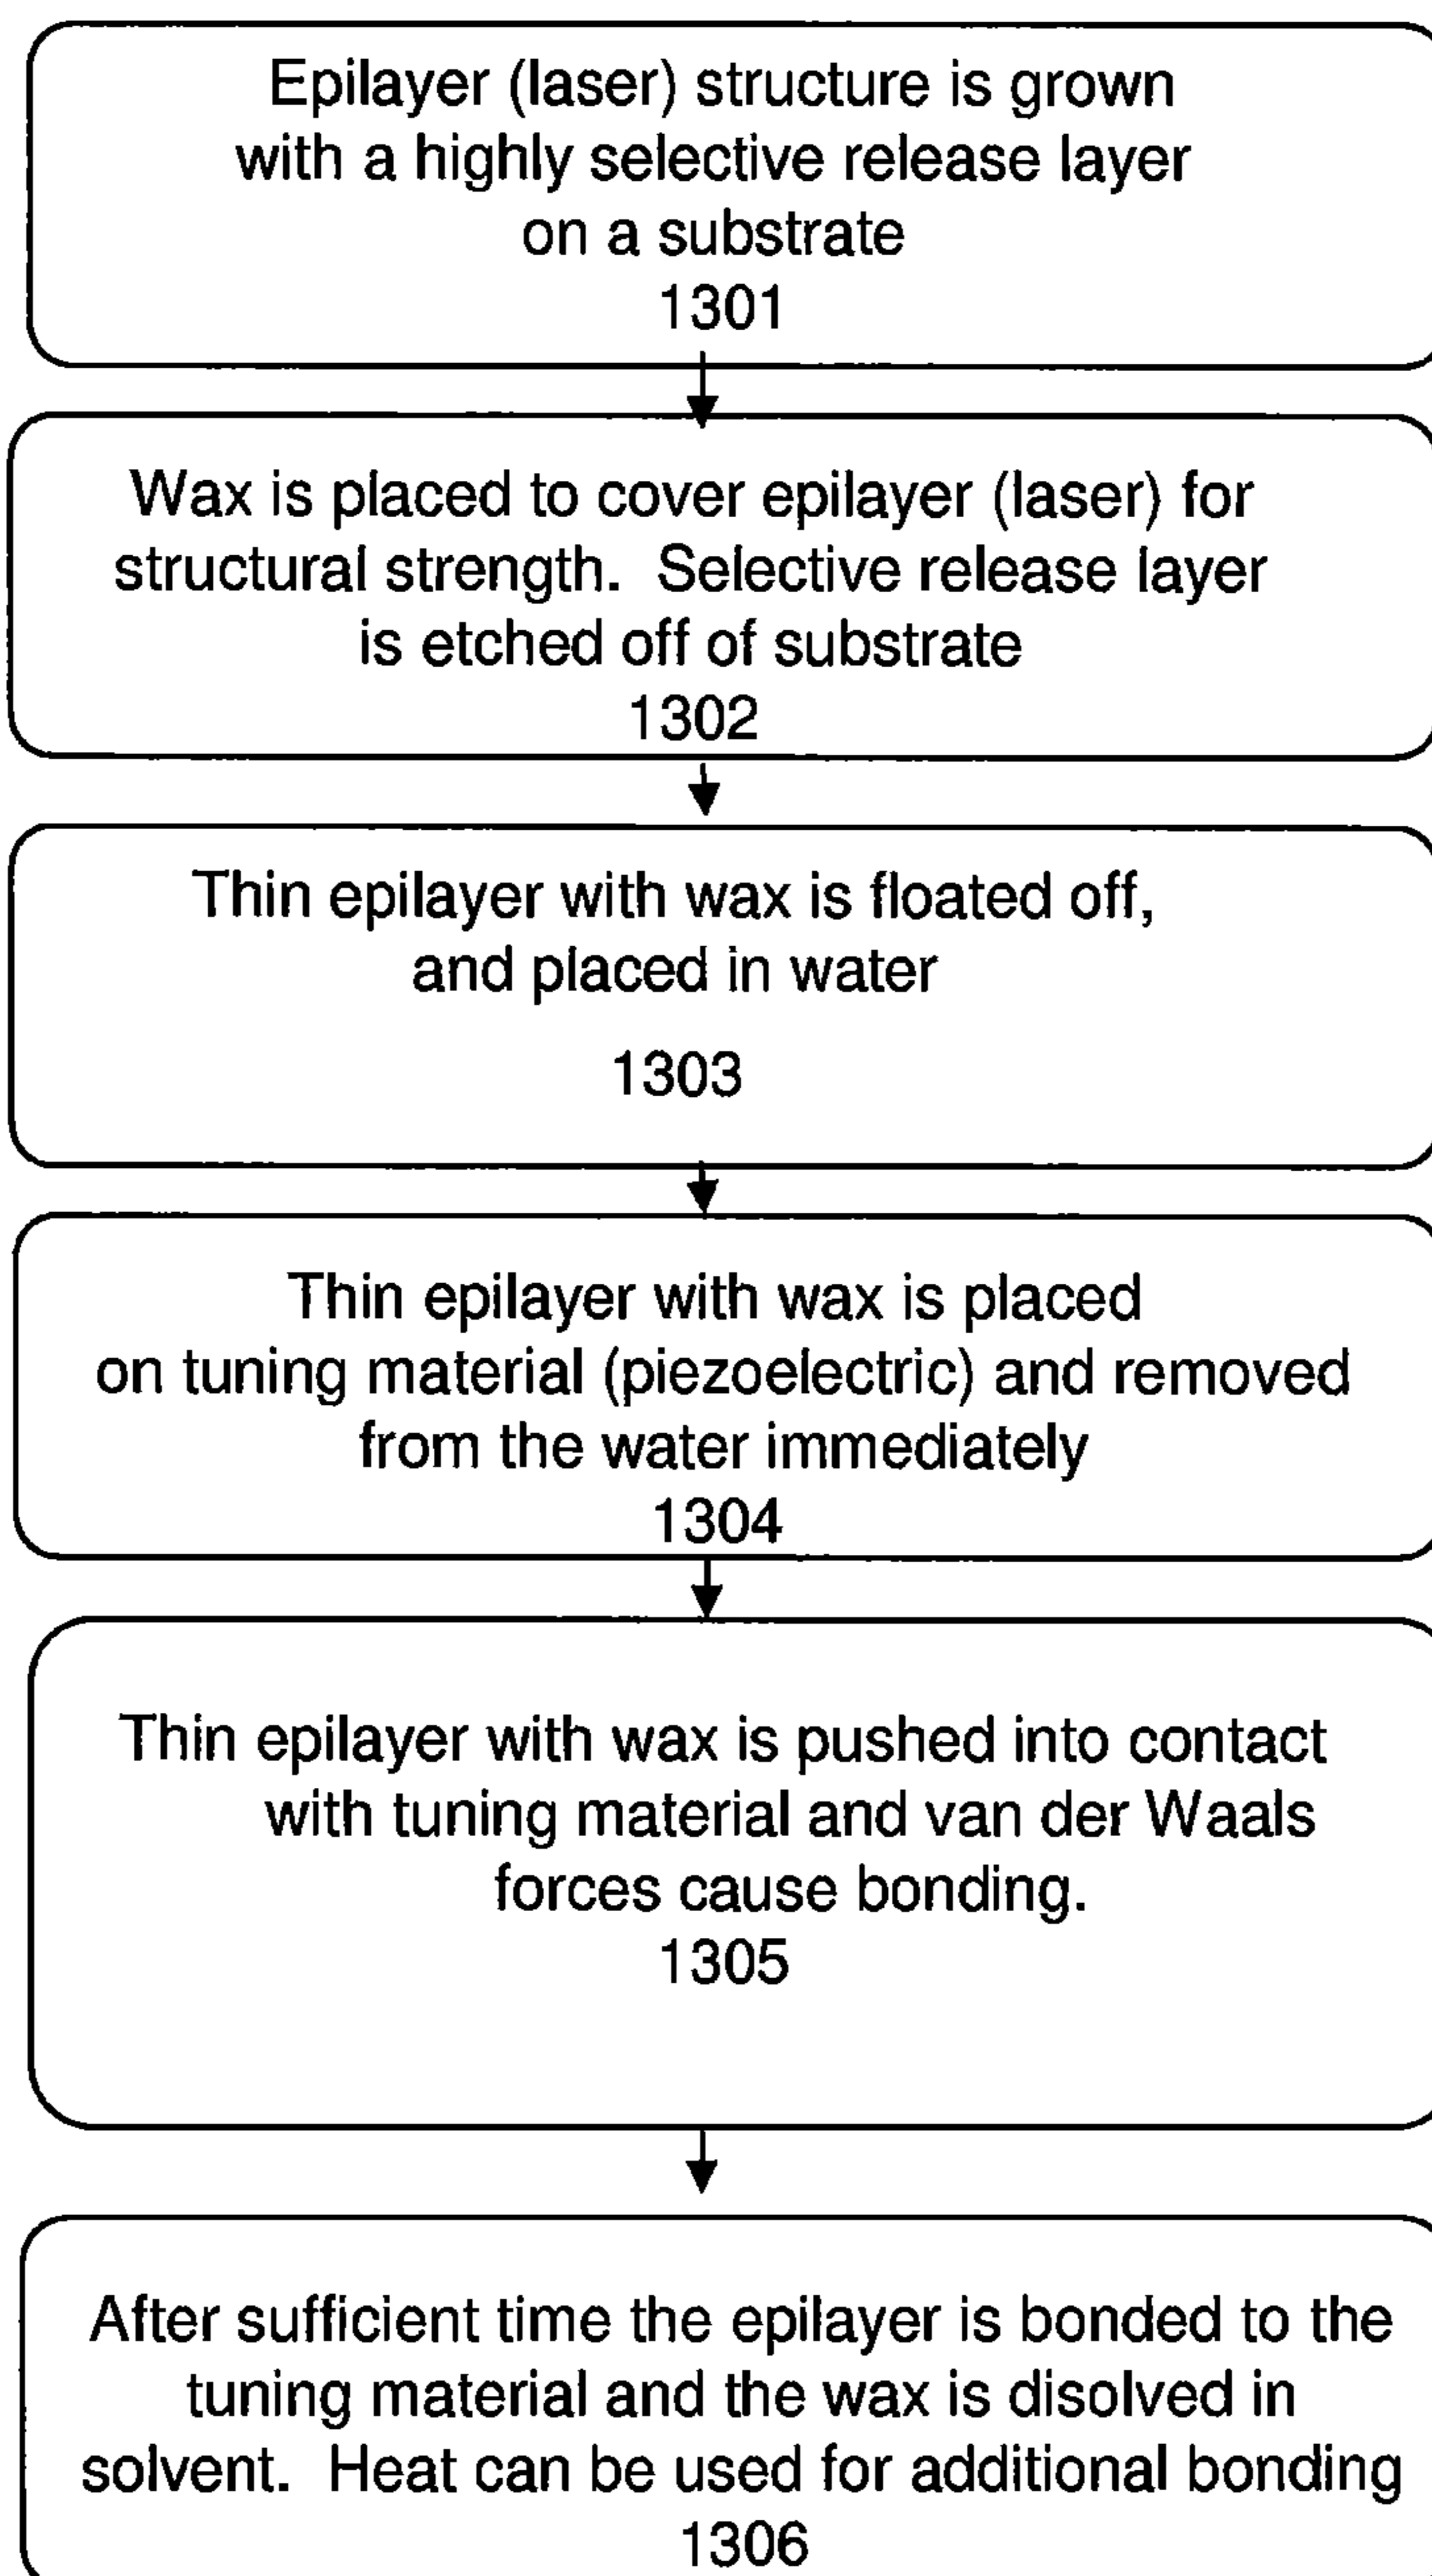 Epilayer (laser) structure is grown
with a highly selective release layer
on a substrate
1301
Wax is placed to cover epilayer (laser) for
structural strength.  Selective release layer
is etched off of substrate
1302
Thin epilayer with wax is floated off,
and placed in water
1303
Thin epilayer with wax is placed
on tuning material (piezoelectric) and removed
from the water immediately
1304
Thin epilayer with wax is pushed into contact
with tuning material and van der Waals
forces cause bonding.
1305
After sufficient time the epilayer is bonded to the
tuning material and the wax is disolved in
solvent.  Heat can be used for additional bonding
1306